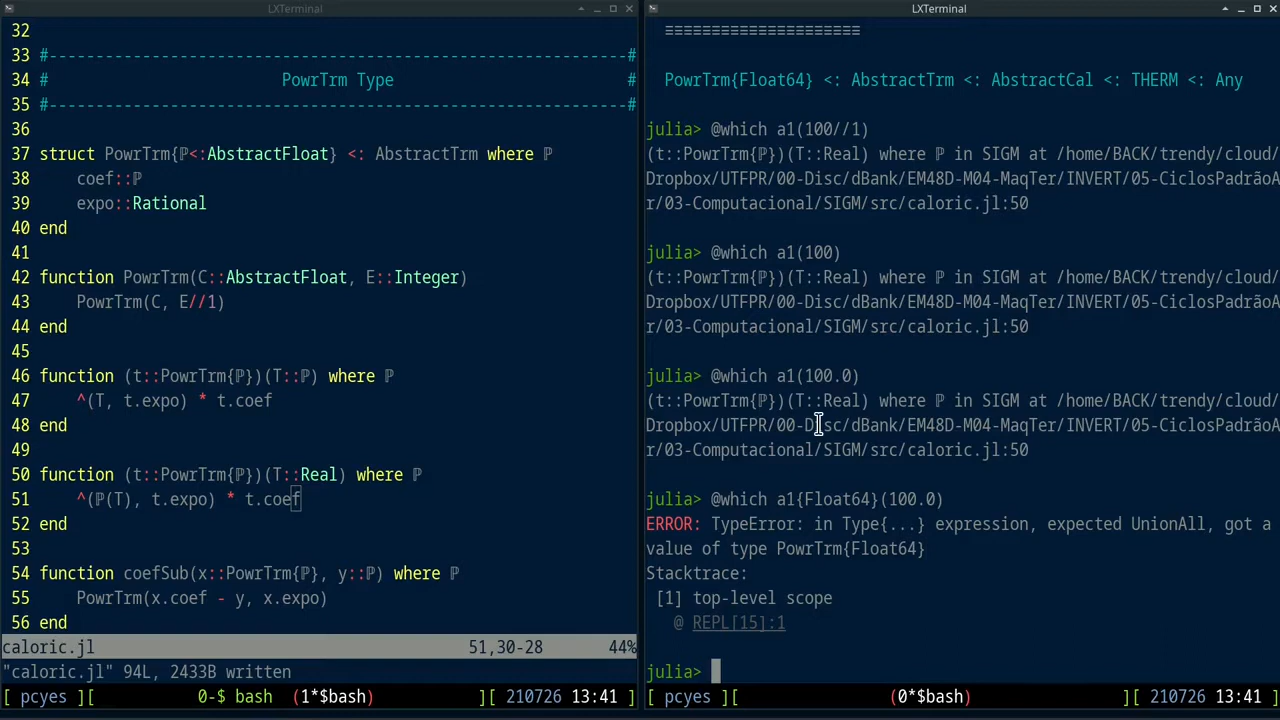 LXTerminal
32
33 #---------------------------------------------------------------#
34 # PowrTrm Type #
35 #---------------------------------------------------------------#
36
37 struct PowrTrm{ℙ<:AbstractFloat} <: AbstractTrm where ℙ
38     coef::ℙ
39     expo::Rational
40 end
41
42 function PowrTrm(C::AbstractFloat, E::Integer)
43     PowrTrm(C, E//1)
44 end
45
46 function (t::PowrTrm{ℙ})(T::ℙ) where ℙ
47     ^(T, t.expo) * t.coef
48 end
49
50 function (t::PowrTrm{ℙ})(T::Real) where ℙ
51     ^(ℙ(T), t.expo) * t.coef
52 end
53
54 function coefSub(x::PowrTrm{ℙ}, y::ℙ) where ℙ
55     PowrTrm(x.coef - y, x.expo)
56 end
caloric.jl 51,30-28 44%
"caloric.jl" 94L, 2433B written
[ pcyes ][ 0-$ bash (1*$bash) ][ 210726 13:41 ]
LXTerminal
=====================
PowrTrm{Float64} <: AbstractTrm <: AbstractCal <: THERM <: Any
julia> @which a1(100//1)
(t::PowrTrm{ℙ})(T::Real) where ℙ in SIGM at /home/BACK/trendy/cloud/
Dropbox/UTFPR/00-Disc/dBank/EM48D-M04-MaqTer/INVERT/05-CiclosPadrãoA
r/03-Computacional/SIGM/src/caloric.jl:50
julia> @which a1(100)
(t::PowrTrm{ℙ})(T::Real) where ℙ in SIGM at /home/BACK/trendy/cloud/
Dropbox/UTFPR/00-Disc/dBank/EM48D-M04-MaqTer/INVERT/05-CiclosPadrãoA
r/03-Computacional/SIGM/src/caloric.jl:50
julia> @which a1(100.0)
(t::PowrTrm{ℙ})(T::Real) where ℙ in SIGM at /home/BACK/trendy/cloud/
Dropbox/UTFPR/00-Disc/dBank/EM48D-M04-MaqTer/INVERT/05-CiclosPadrãoA
r/03-Computacional/SIGM/src/caloric.jl:50
julia> @which a1{Float64}(100.0)
ERROR: TypeError: in Type{...} expression, expected UnionAll, got a
value of type PowrTrm{Float64}
Stacktrace:
[1] top-level scope
@ REPL[15]:1
julia>
[ pcyes ][ (0*$bash) ][ 210726 13:41 ]